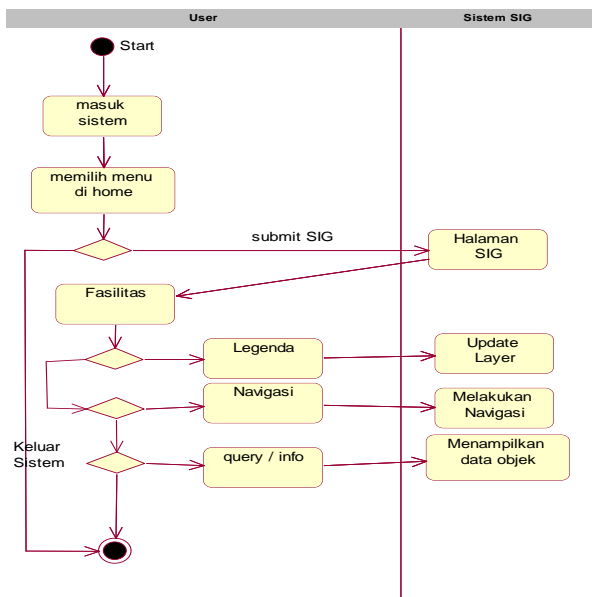 User
Sistem SIG
Start
masuk
sistem
memilih menu
di home
submit SIG
Halaman
SIG
Fasilitas
Legenda
Update
Layer
Navigasi
Melakukan
Navigasi
Keluar
Sistem
query / info
Menampilkan
data objek